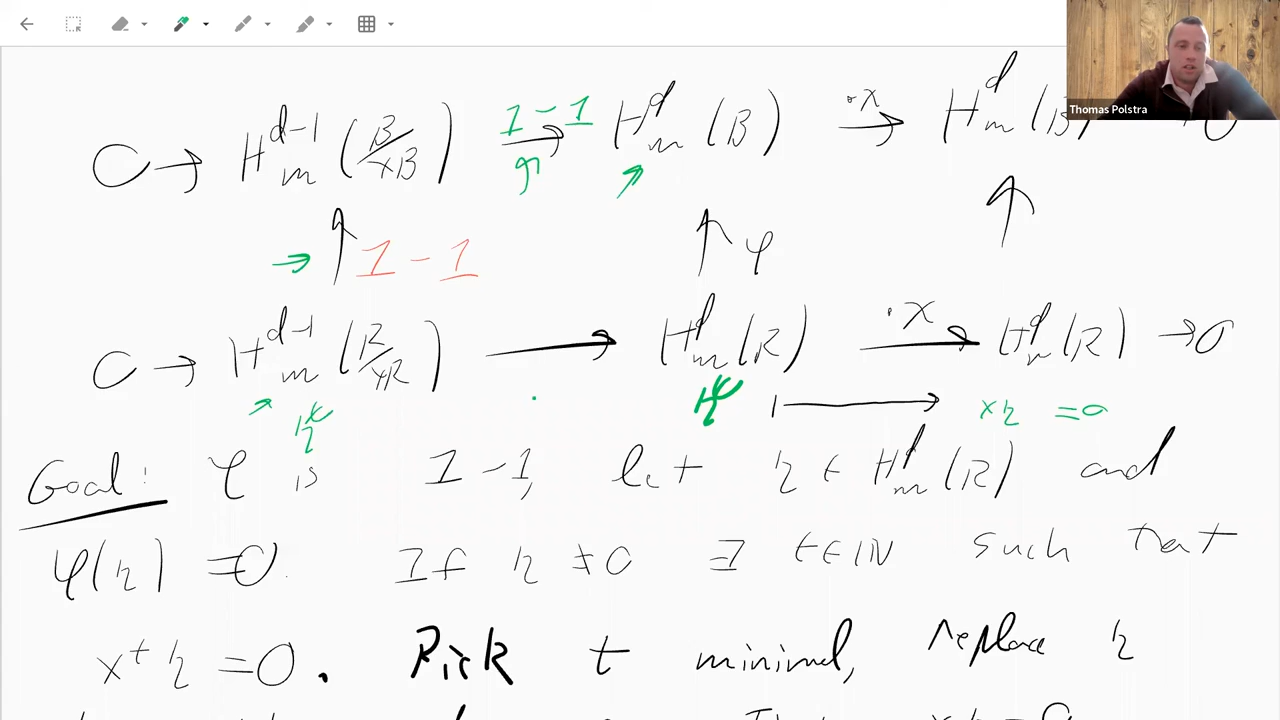 0 → H^{d-1}_m (B/xB) 1-1 → H^d_m (B) ·x → H^d_m (B) → 0
Thomas Polstra
1-1 φ
0 → H^{d-1}_m (R/xR) → H^d_m (R) ·x → H^d_m (R) → 0
η η ↦ xη = 0
Goal: φ is 1-1, let η ∈ H^d_m (R) and
φ(η) = 0. If η ≠ 0 ∃ t ∈ ℕ such that
x^t η = 0. Pick t minimal, replace η